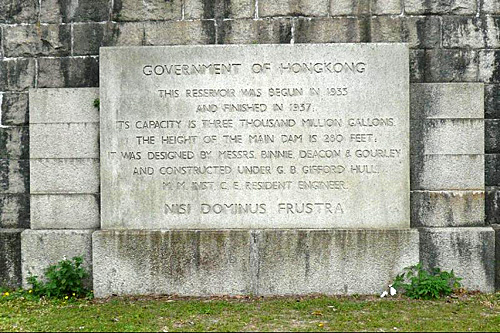 GOVERNMENT OF HONGKONG
THIS RESERVOIR WAS BEGUN IN 1933
AND FINISHED IN 1937.
ITS CAPACITY IS THREE THOUSAND MILLION GALLONS.
THE HEIGHT OF THE MAIN DAM IS 280 FEET.
IT WAS DESIGNED BY MESSRS. BINNIE DEACON & GOURLEY
AND CONSTRUCTED UNDER G. B. GIFFORD HULL.
M. M. INST. C. E. RESIDENT ENGINEER.
NISI DOMINUS FRUSTRA